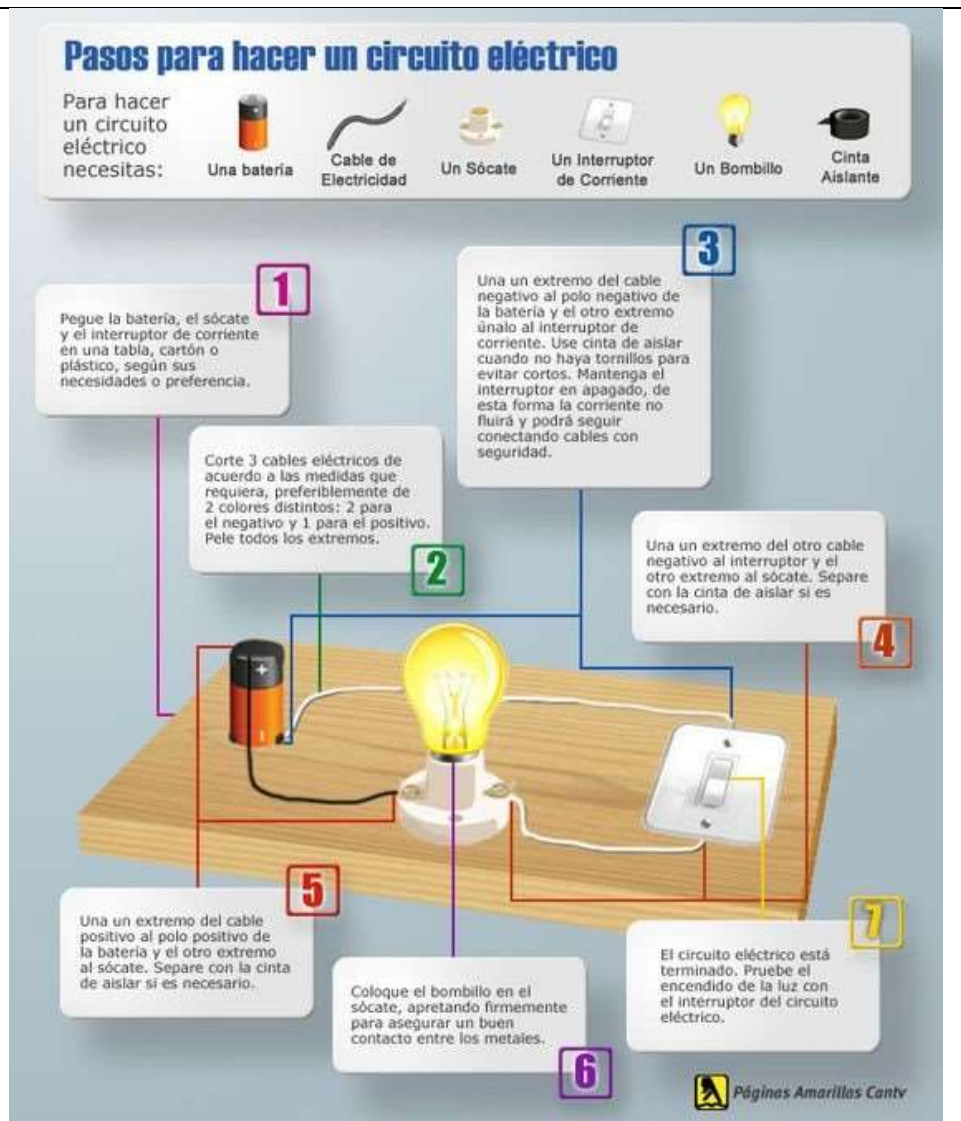 Pasos para hacer un circuito eléctrico
Para hacer
un circuito
eléctrico
necesitas:
Una batería
Cable de
Electricidad
Un Sócate
Un Interruptor
de Corriente
Un Bombillo
Cinta
Aislante
1
Pegue la batería, el sócate
y el interruptor de corriente
en una tabla, cartón o
plástico, según sus
necesidades o preferencia.
Corte 3 cables eléctricos de
acuerdo a las medidas que
requiera, preferiblemente de
2 colores distintos: 2 para
el negativo y 1 para el positivo.
Pele todos los extremos.
2
3
Una un extremo del cable
negativo al polo negativo de
la batería y el otro extremo
únalo al interruptor de
corriente. Use cinta de aislar
cuando no haya tornillos para
evitar cortos. Mantenga el
interruptor en apagado, de
esta forma la corriente no
fluirá y podrá seguir
conectando cables con
seguridad.
Una un extremo del otro cable
negativo al interruptor y el
otro extremo al sócate. Separe
con la cinta de aislar si es
necesario.
4
+
5
Una un extremo del cable
positivo al polo positivo de
la batería y el otro extremo
al sócate. Separe con la cinta
de aislar si es necesario.
Coloque el bombillo en el
sócate, apretando firmemente
para asegurar un buen
contacto entre los metales.
6
7
El circuito eléctrico está
terminado. Pruebe el
encendido de la luz con
el interruptor del circuito
eléctrico.
Páginas Amarillas Cantv